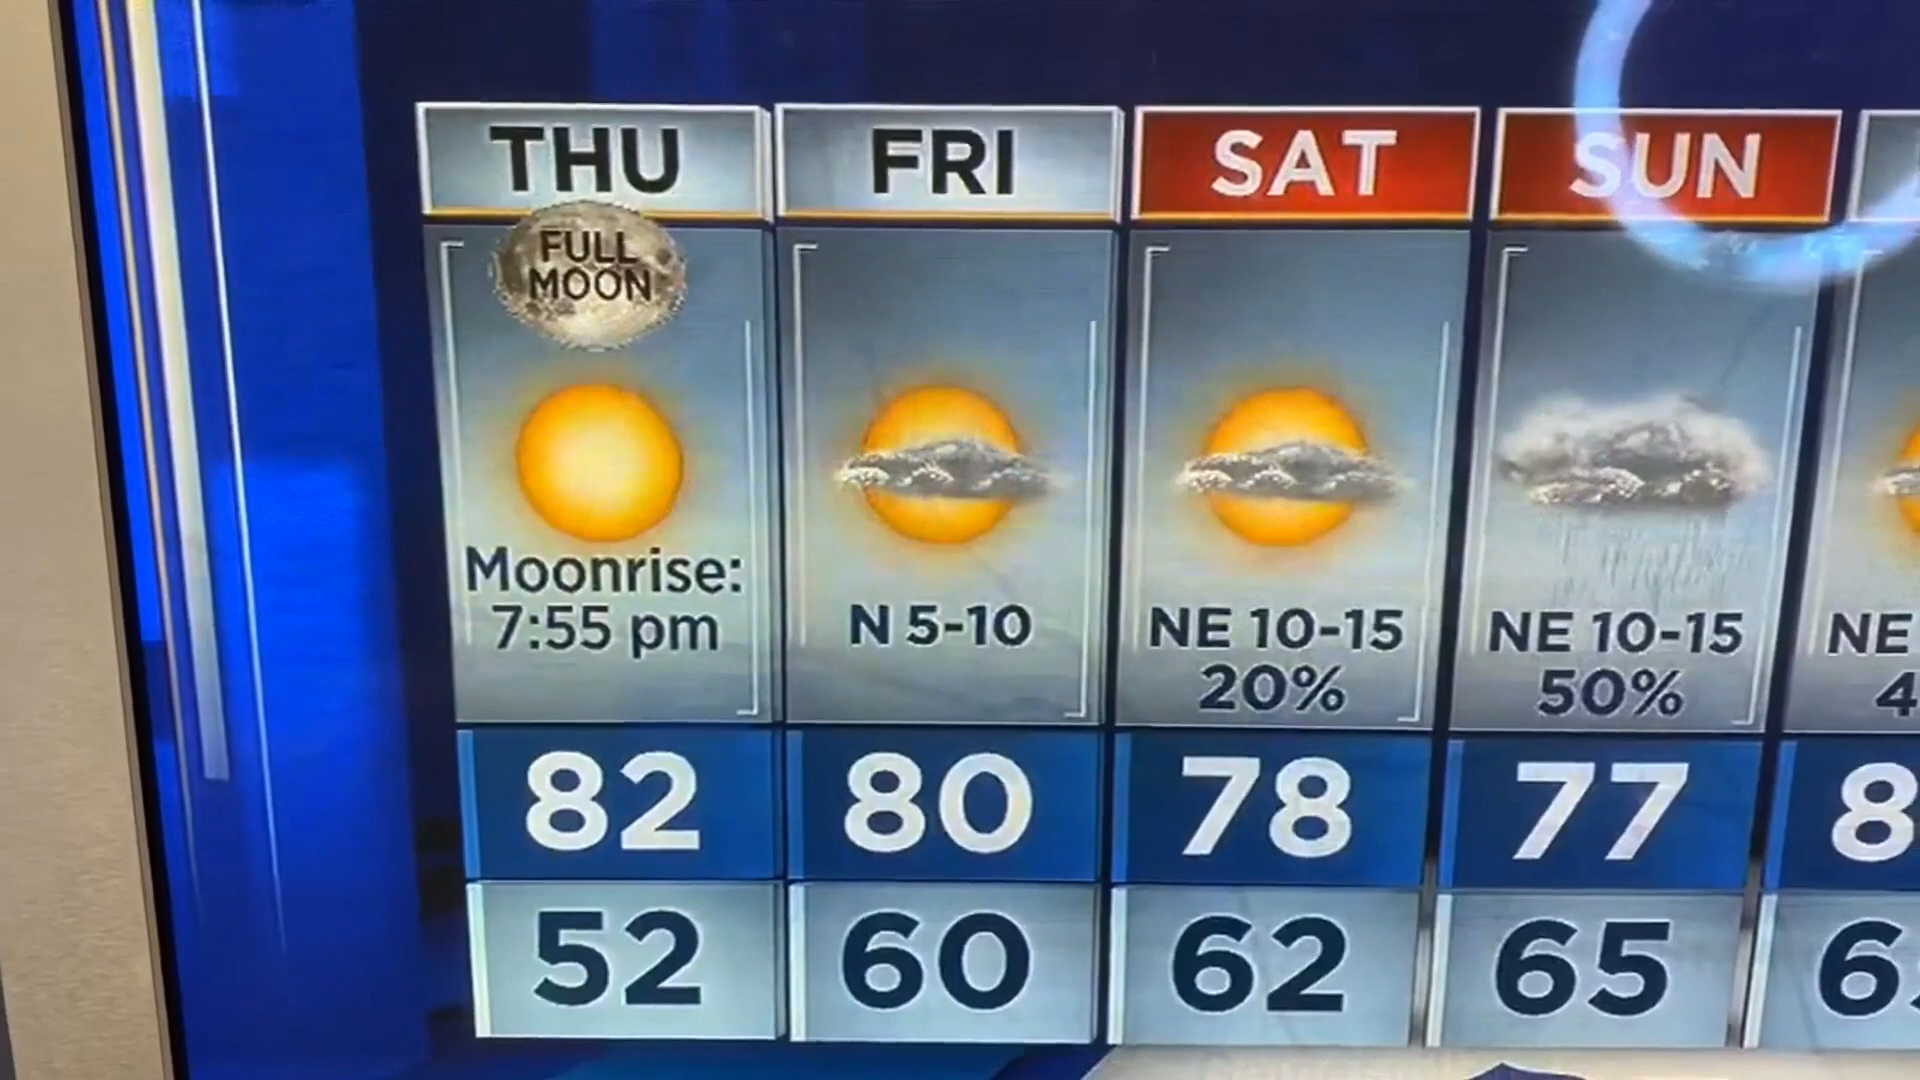 THU
FULL
MOON
Moonrise:
7:55 pm
82
52
FRI
N 5-10
80
60
SAT
NE 10-15
20%
78
62
SUN
NE 10-15
50%
77
65
NE